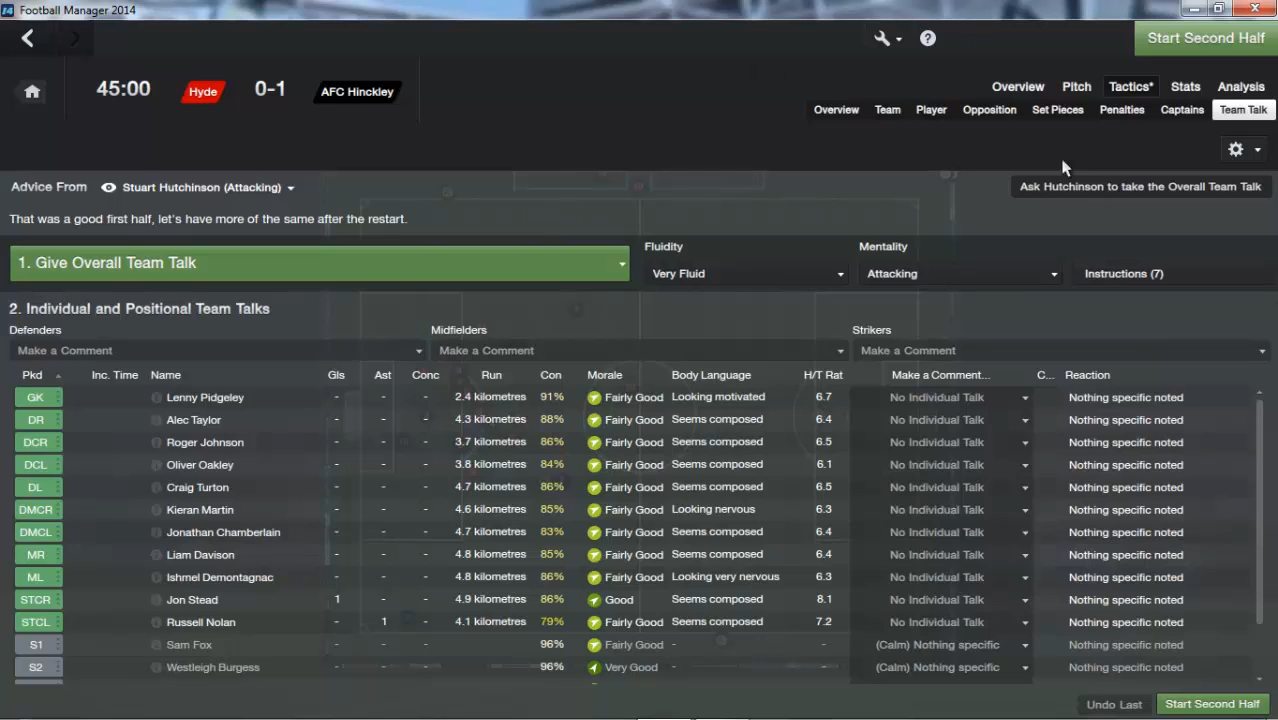 Football Manager 2014
Start Second Half
45:00 Hyde 0-1 AFC Hinckley
Overview Pitch Tactics* Stats Analysis
Overview Team Player Opposition Set Pieces Penalties Captains Team Talk
Advice From Stuart Hutchinson (Attacking) Ask Hutchinson to take the Overall Team Talk
That was a good first half, let's have more of the same after the restart.
Fluidity Mentality
1. Give Overall Team Talk Very Fluid Attacking Instructions (7)
2. Individual and Positional Team Talks
Defenders Midfielders Strikers
Make a Comment Make a Comment Make a Comment
Pkd Inc. Time Name Gls Ast Conc Run Con Morale Body Language H/T Rat Make a Comment... C... Reaction
GK Lenny Pidgeley - - - 2.4 kilometres 91% Fairly Good Looking motivated 6.7 No Individual Talk Nothing specific noted
DR Alec Taylor - - - 4.3 kilometres 88% Fairly Good Seems composed 6.4 No Individual Talk Nothing specific noted
DCR Roger Johnson - - - 3.7 kilometres 86% Fairly Good Seems composed 6.5 No Individual Talk Nothing specific noted
DCL Oliver Oakley - - - 3.8 kilometres 84% Fairly Good Seems composed 6.1 No Individual Talk Nothing specific noted
DL Craig Turton - - - 4.7 kilometres 86% Fairly Good Seems composed 6.5 No Individual Talk Nothing specific noted
DMCR Kieran Martin - - - 4.6 kilometres 85% Fairly Good Looking nervous 6.3 No Individual Talk Nothing specific noted
DMCL Jonathan Chamberlain - - - 4.7 kilometres 83% Fairly Good Seems composed 6.4 No Individual Talk Nothing specific noted
MR Liam Davison - - - 4.8 kilometres 85% Fairly Good Seems composed 6.4 No Individual Talk Nothing specific noted
ML Ishmel Demontagnac - - - 4.8 kilometres 86% Fairly Good Looking very nervous 6.3 No Individual Talk Nothing specific noted
STCR Jon Stead 1 - - 4.9 kilometres 86% Good Seems composed 8.1 No Individual Talk Nothing specific noted
STCL Russell Nolan - 1 - 4.1 kilometres 79% Fairly Good Seems composed 7.2 No Individual Talk Nothing specific noted
S1 Sam Fox - - - 96% Fairly Good - - (Calm) Nothing specific Nothing specific noted
S2 Westleigh Burgess - - - 96% Very Good - - (Calm) Nothing specific Nothing specific noted
Undo Last Start Second Half